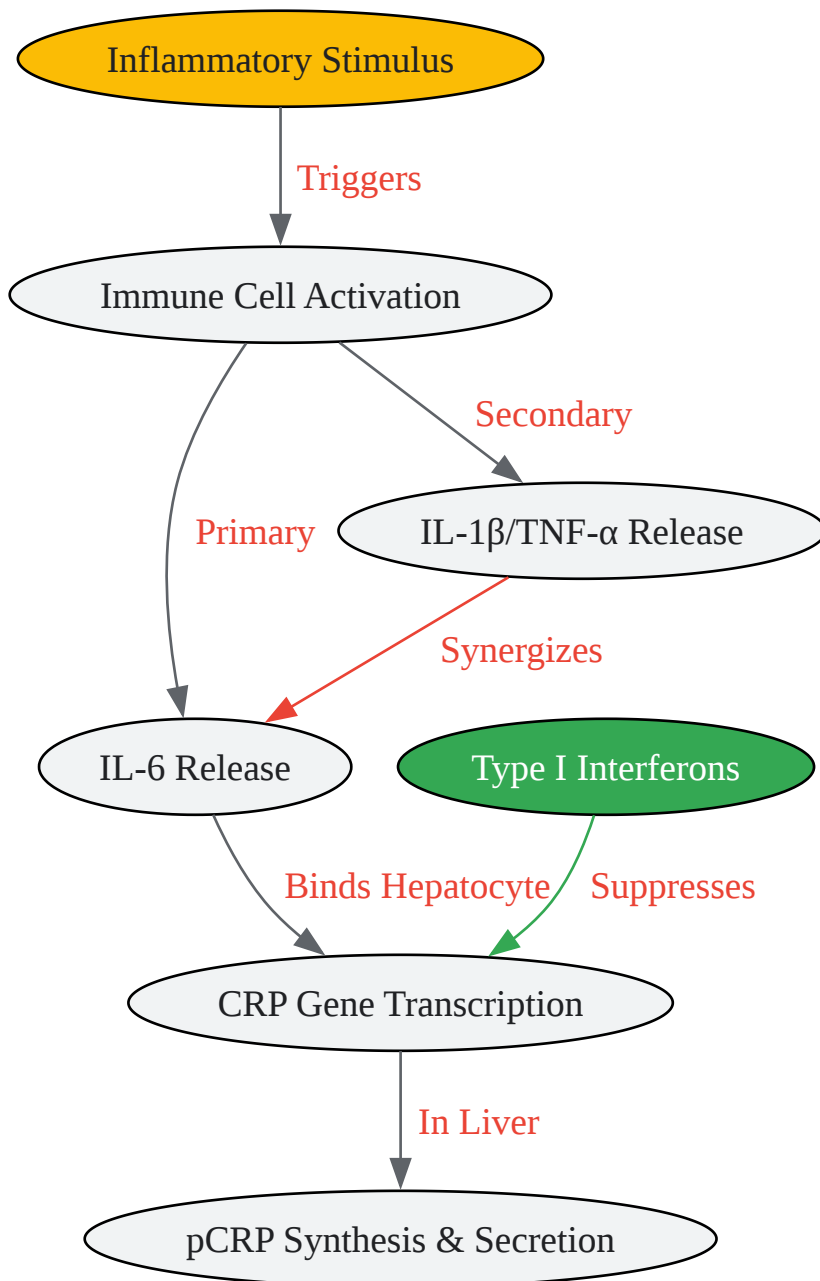 Inflammatory Stimulus
Triggers
Immune Cell Activation
Secondary
Primary
IL-1β/TNF-α Release
Synergizes
IL-6 Release
Type I Interferons
Binds Hepatocyte
Suppresses
CRP Gene Transcription
In Liver
pCRP Synthesis & Secretion